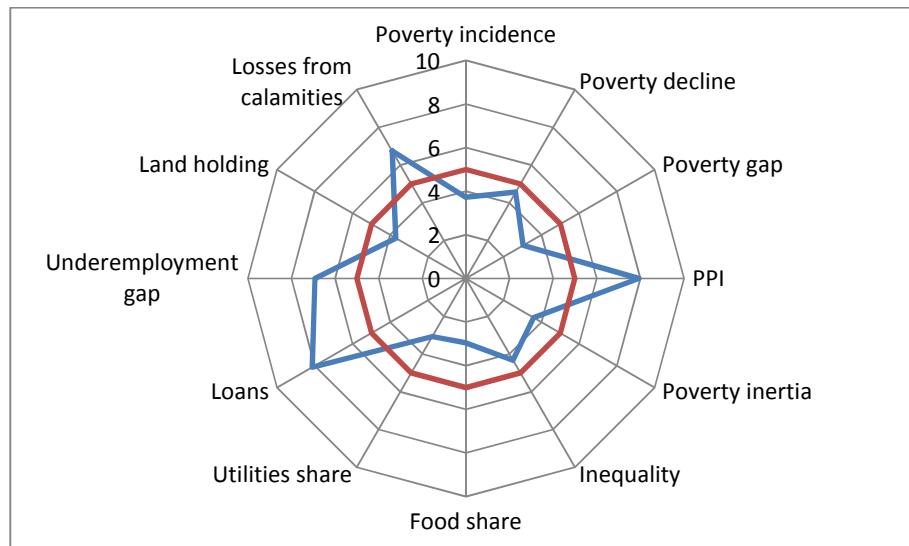 Poverty incidence
10
Losses from
calamities
Poverty decline
8
Land holding
6
Poverty gap
4
2
Underemployment
gap
0
PPI
Loans
Poverty inertia
Utilities share
Inequality
Food share